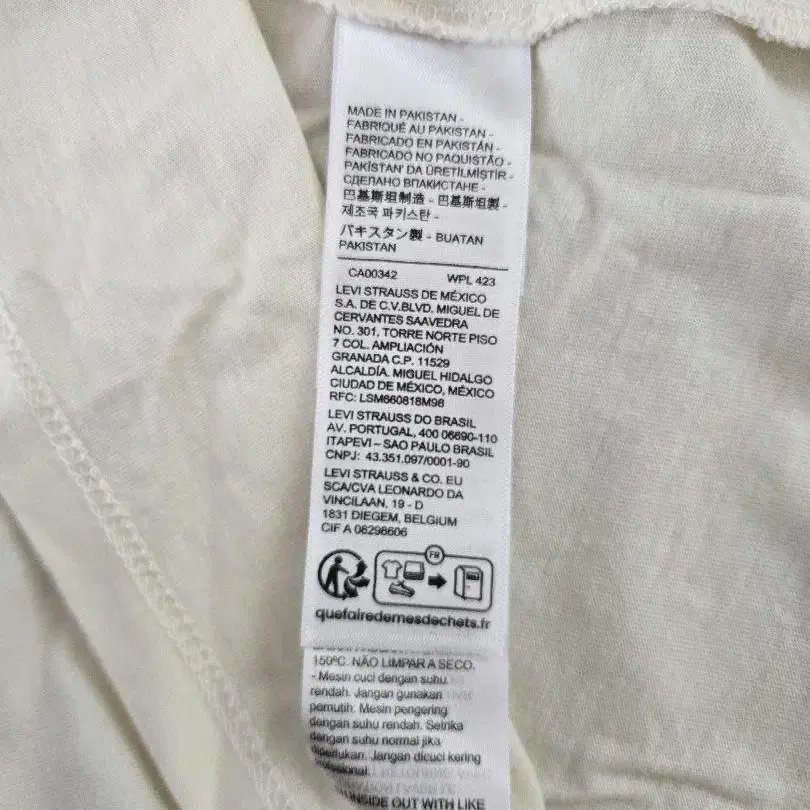 MADE IN PAKISTAN -
FABRIQUÉ AU PAKISTAN -
FABRICADO EN PAKISTÁN -
FABRICADO NO PAQUISTÃO -
PAKİSTAN' DA ÜRETİLMİŞTİR -
СДЕЛАНО ВПАКИСТАНЕ -
巴基斯坦制造 - 巴基斯坦製 -
제조국 파키스탄 -
パキスタン製 - BUATAN
PAKISTAN
CA00342 WPL 423
LEVI STRAUSS DE MÉXICO
S.A. DE C.V.BLVD. MIGUEL DE
CERVANTES SAAVEDRA
NO. 301, TORRE NORTE PISO
7 COL. AMPLIACIÓN
GRANADA C.P. 11529
ALCALDÍA. MIGUEL HIDALGO
CIUDAD DE MÉXICO, MÉXICO
RFC: LSM660818M98
LEVI STRAUSS DO BRASIL
AV. PORTUGAL, 400 06690-110
ITAPEVI – SAO PAULO BRASIL
CNPJ: 43.351.097/0001-90
LEVI STRAUSS & CO. EU
SCA/CVA LEONARDO DA
VINCILAAN, 19 - D
1831 DIEGEM, BELGIUM
CIF A 08298606
FR
quefairedemesdechets.fr
150ºC. NÃO LIMPAR A SECO.
- Mesin cuci dengan suhu
rendah. Jangan gunakan
pemutih. Mesin pengering
dengan suhu rendah. Setrika
dengan suhu normal jika
diperlukan. Jangan dicuci kering
INSIDE OUT WITH LIKE